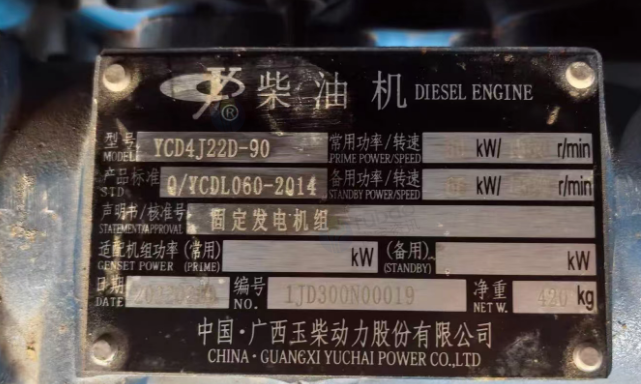 柴油机 DIESEL ENGINE
型号 MODEL YCD4J22D-90 常用功率/转速 PRIME POWER/SPEED kW/ r/min
产品标准 STD Q/YCDL060-2014 备用功率/转速 STANDBY POWER/SPEED kW/ r/min
声明书/核准号 STATEMENT/APPROVAL 固定发电机组
适配机组功率 (常用) GENSET POWER (PRIME) kW (备用) (STANDBY) kW
日期 DATE 编号 NO. 1JD300N00019 净重 NET W. 420 kg
中国·广西玉柴动力股份有限公司
CHINA·GUANGXI YUCHAI POWER CO.,LTD